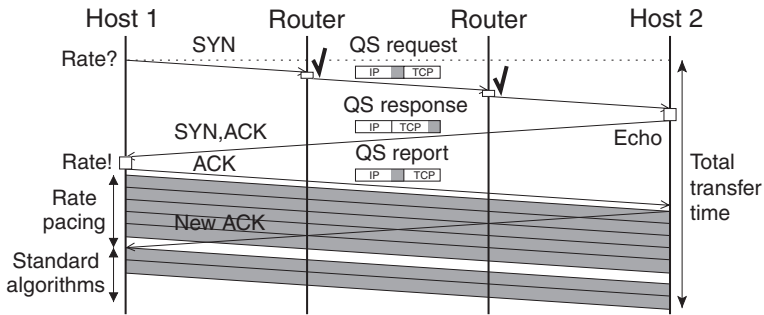 Host 1 Router Router Host 2
SYN QS request
Rate?
IP TCP
QS response
IP TCP
SYN,ACK
Echo
QS report
Rate! ACK
IP TCP
Total
transfer
time
Rate
pacing
New ACK
Standard
algorithms